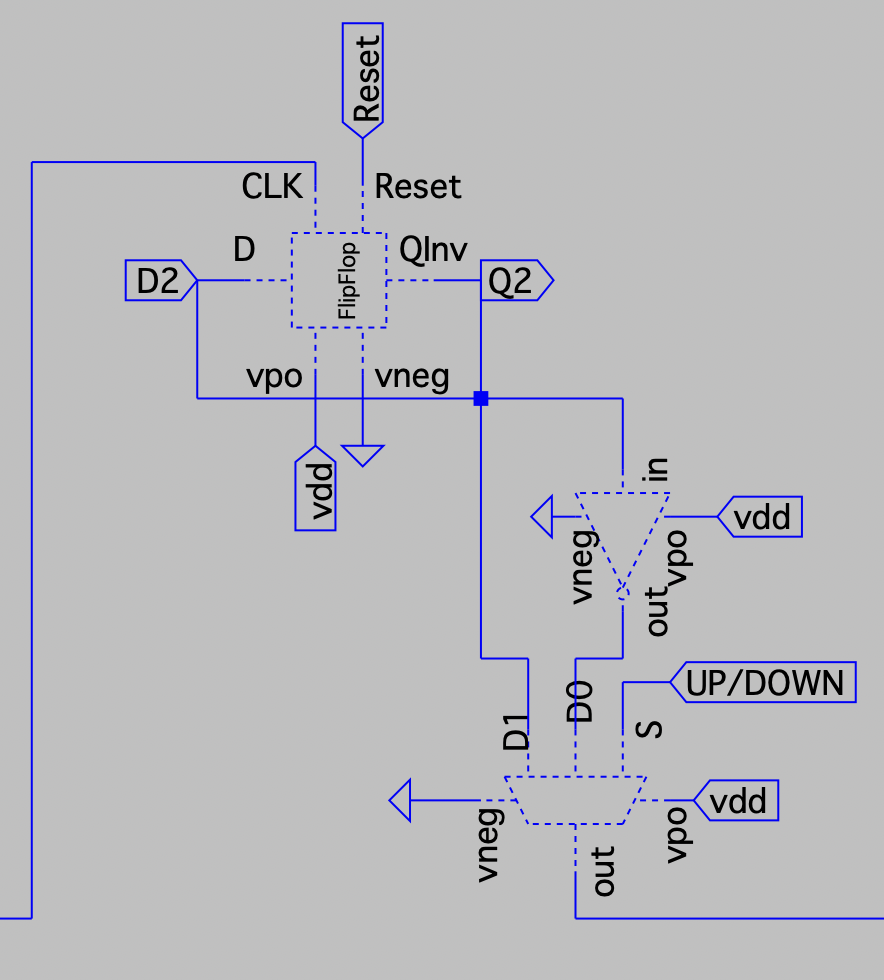 Reset
CLK
Reset
D
QInv
FlipFlop
D2
Q2
vpo
vneg
vdd
in
vneg
vpo
vdd
out
D1
D0
S
UP/DOWN
vneg
vpo
vdd
out